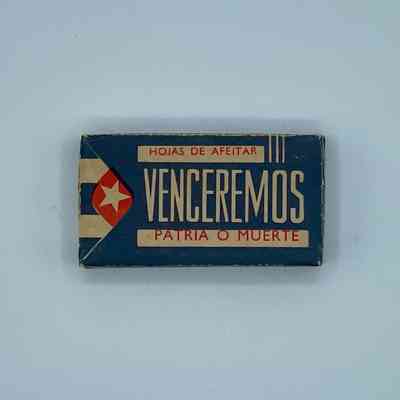 HOJAS DE AFEITAR
VENCEREMOS
PATRIA O MUERTE